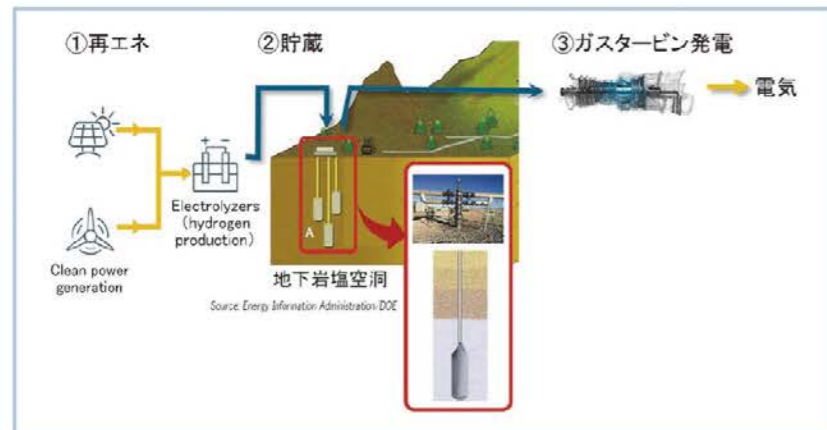 ①再エネ
②貯蔵
③ガスタービン発電
電気
+ -
Electrolyzers
(hydrogen
production)
A
Clean power
generation
地下岩塩空洞
Source: Energy Information Administration/DOE